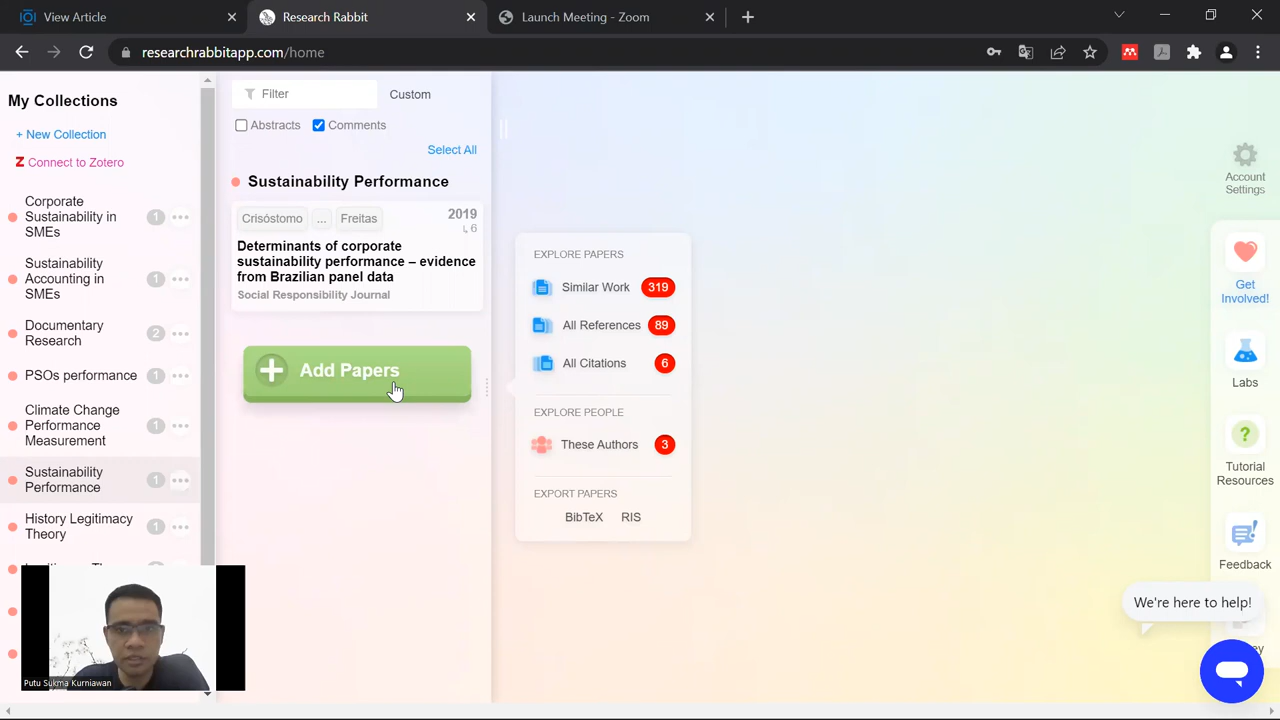 View Article
Research Rabbit
Launch Meeting - Zoom
researchrabbitapp.com/home
My Collections
+ New Collection
Z Connect to Zotero
Corporate
Sustainability in
SMEs
1
Sustainability
Accounting in
SMEs
1
Documentary
Research
2
PSOs performance
1
Climate Change
Performance
Measurement
1
Sustainability
Performance
1
History Legitimacy
Theory
1
Putu Sukma Kurniawan
Filter
Custom
Abstracts
Comments
Select All
Sustainability Performance
Crisóstomo ... Freitas
2019
6
Determinants of corporate
sustainability performance – evidence
from Brazilian panel data
Social Responsibility Journal
Add Papers
EXPLORE PAPERS
Similar Work 319
All References 89
All Citations 6
EXPLORE PEOPLE
These Authors 3
EXPORT PAPERS
BibTeX RIS
Account
Settings
Get
Involved!
Labs
?
Tutorial
Resources
Feedback
We're here to help!